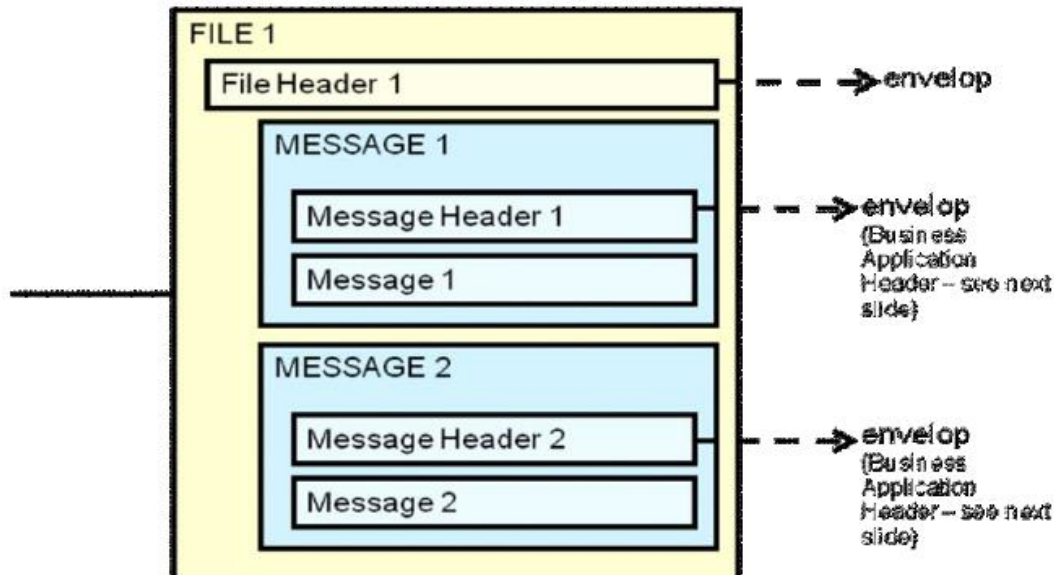 FILE 1
File Header 1
envelop
MESSAGE 1
Message Header 1
envelop
(Business
Application
Header – see next
slide)
Message 1
MESSAGE 2
Message Header 2
envelop
(Business
Application
Header – see next
slide)
Message 2